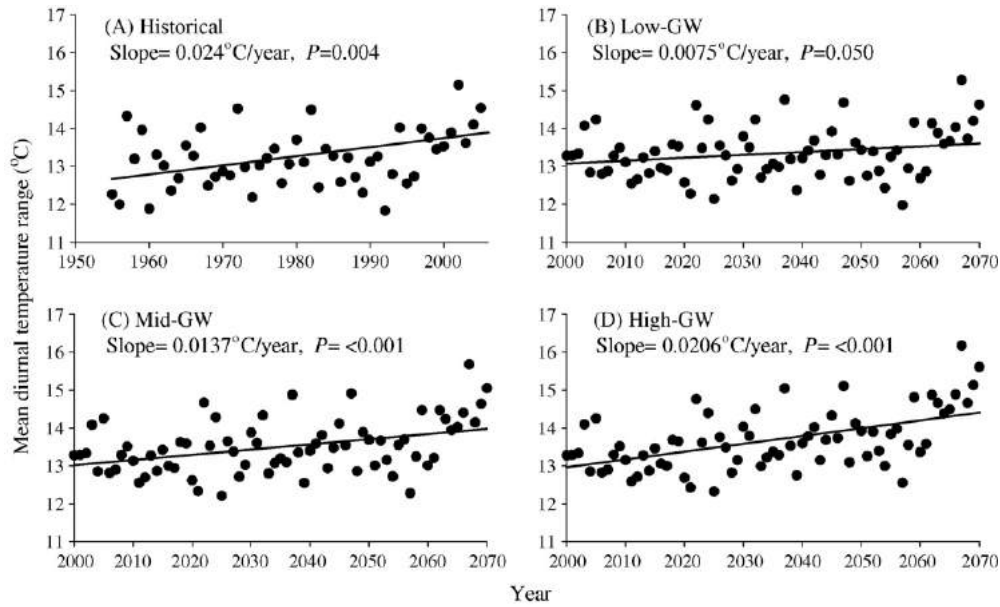 Mean diurnal temperature range (°C)
(A) Historical
Slope= 0.024°C/year, P=0.004
17
16
15
14
13
12
11
1950 1960 1970 1980 1990 2000
(B) Low-GW
Slope= 0.0075°C/year, P=0.050
17
16
15
14
13
12
11
2000 2010 2020 2030 2040 2050 2060 2070
(C) Mid-GW
Slope= 0.0137°C/year, P= <0.001
17
16
15
14
13
12
11
2000 2010 2020 2030 2040 2050 2060 2070
(D) High-GW
Slope= 0.0206°C/year, P= <0.001
17
16
15
14
13
12
11
2000 2010 2020 2030 2040 2050 2060 2070
Year